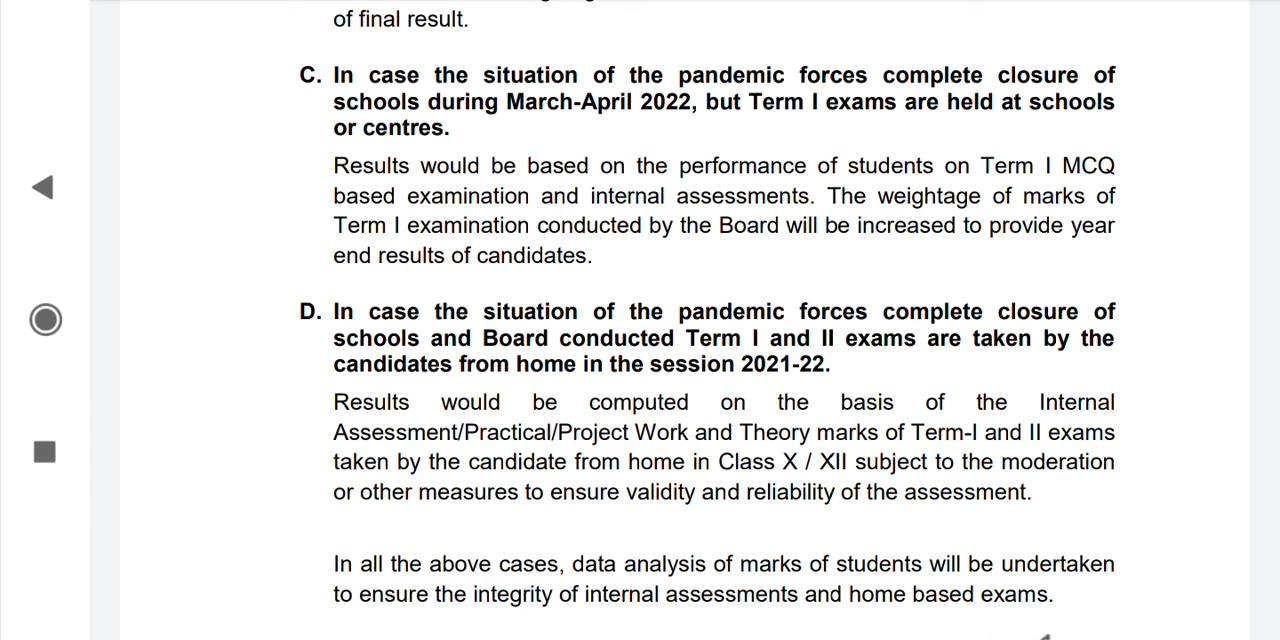 of final result.
C. In case the situation of the pandemic forces complete closure of
schools during March-April 2022, but Term I exams are held at schools
or centres.
Results would be based on the performance of students on Term I MCQ
based examination and internal assessments. The weightage of marks of
Term I examination conducted by the Board will be increased to provide year
end results of candidates.
D. In case the situation of the pandemic forces complete closure of
schools and Board conducted Term I and II exams are taken by the
candidates from home in the session 2021-22.
Results would be computed on the basis of the Internal
Assessment/Practical/Project Work and Theory marks of Term-I and II exams
taken by the candidate from home in Class X / XII subject to the moderation
or other measures to ensure validity and reliability of the assessment.
In all the above cases, data analysis of marks of students will be undertaken
to ensure the integrity of internal assessments and home based exams.